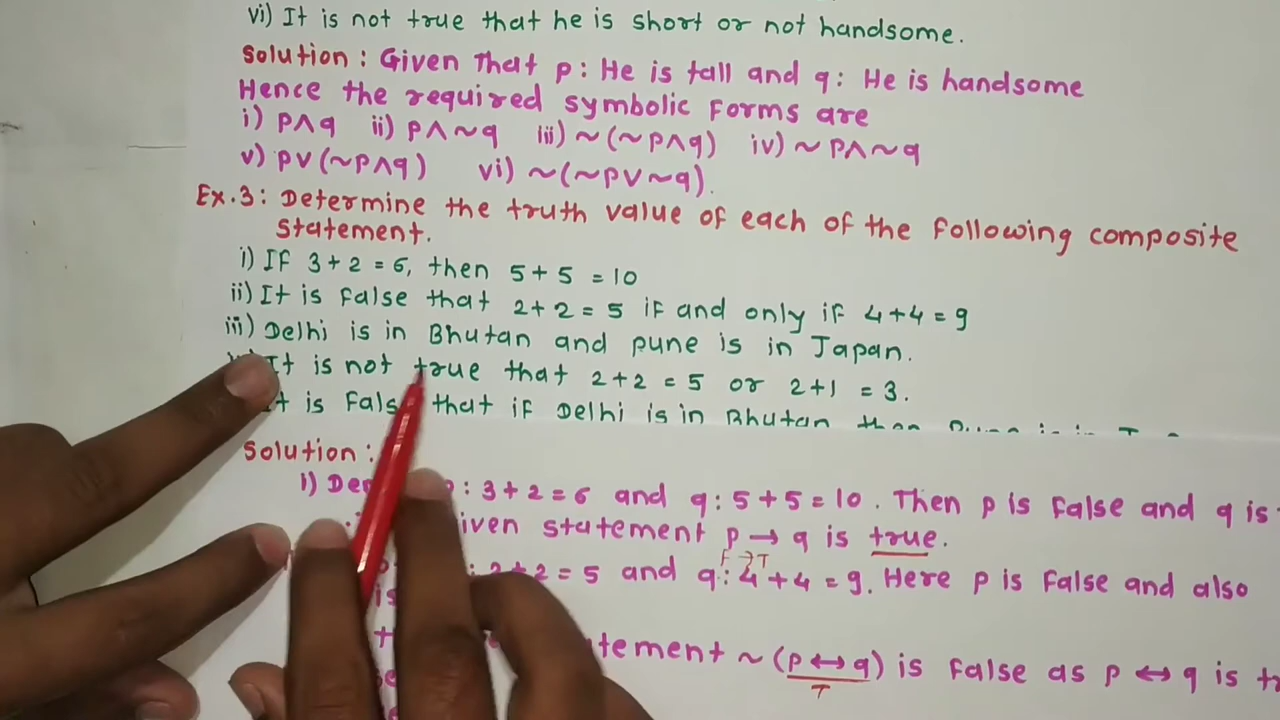 vi) It is not true that he is short or not handsome.
Solution: Given that p: He is tall and q: He is handsome
Hence the required symbolic forms are
i) p∧q ii) p∧~q iii) ~(~p∧q) iv) ~p∧~q
v) p∨(~p∧q) vi) ~(~p∨~q).
Ex.3: Determine the truth value of each of the following composite
statement.
i) If 3+2=6, then 5+5=10
ii) It is false that 2+2=5 if and only if 4+4=9
iii) Delhi is in Bhutan and pune is in Japan.
It is not true that 2+2=5 or 2+1=3.
is that if Delhi is in Bhutan
Solution:
i) p: 3+2=6 and q: 5+5=10. Then p is false and q is
given statement p→q is true.
F→T
2+2=5 and q: 4+4=9. Here p is false and also
~(p↔q) is false as p↔q is
T